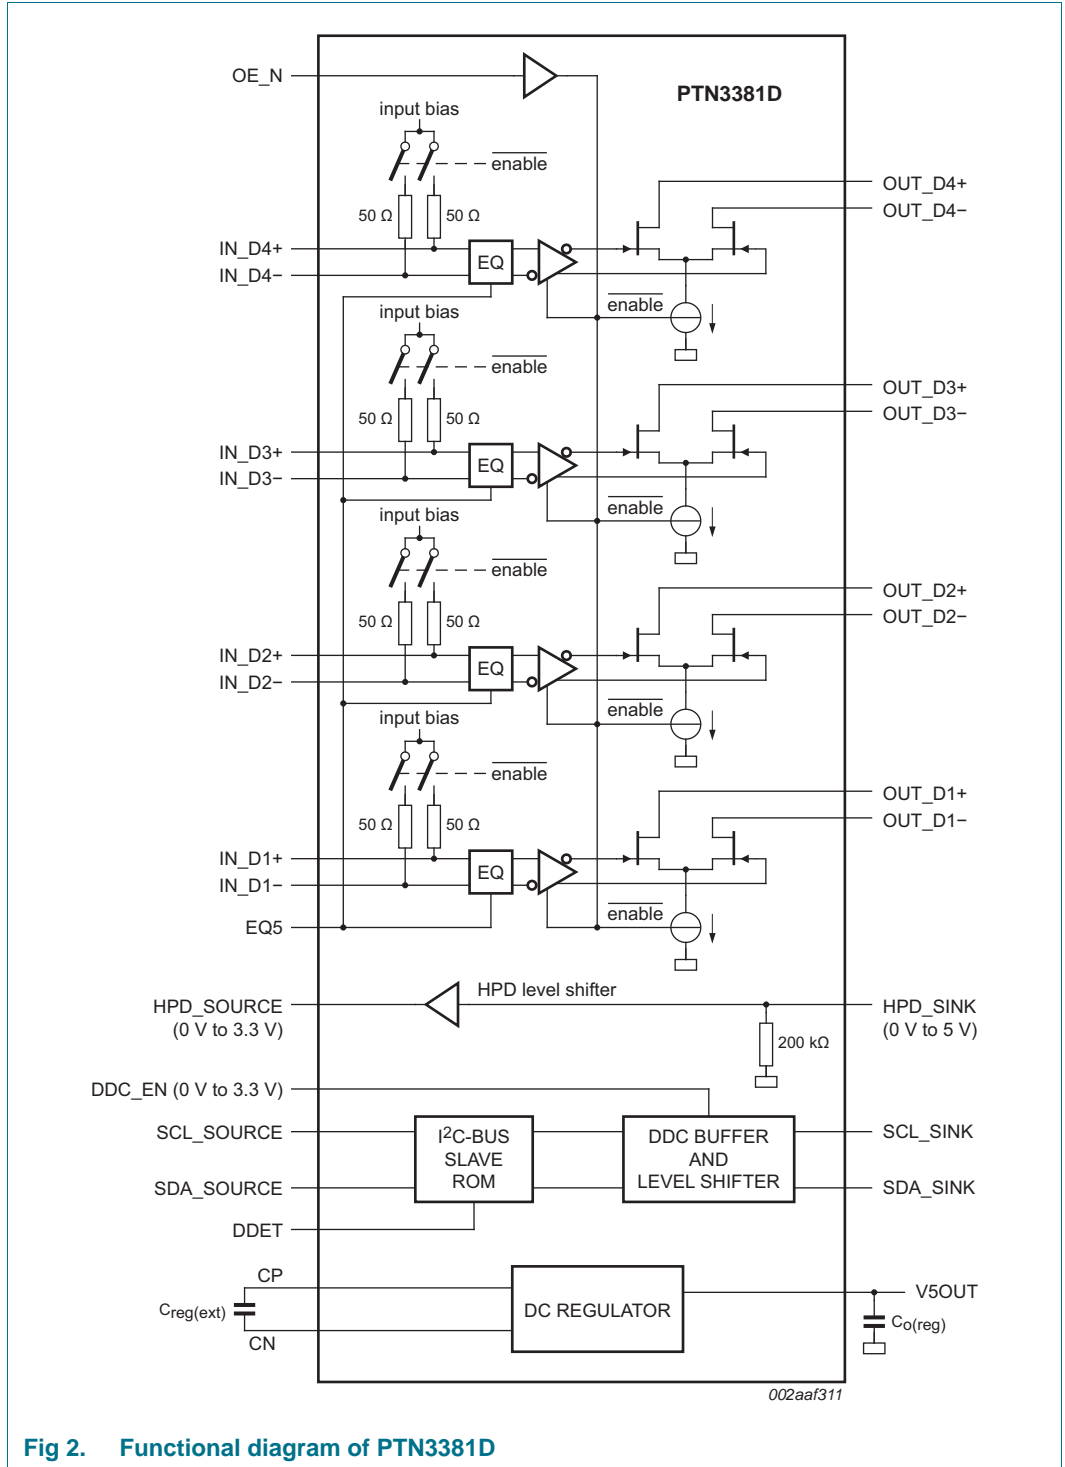 OE_N
PTN3381D
input bias
enable
50 Ω
50 Ω
OUT_D4+
OUT_D4−
IN_D4+
IN_D4−
EQ
enable
input bias
enable
50 Ω
50 Ω
OUT_D3+
OUT_D3−
IN_D3+
IN_D3−
EQ
enable
input bias
enable
50 Ω
50 Ω
OUT_D2+
OUT_D2−
IN_D2+
IN_D2−
EQ
enable
input bias
enable
50 Ω
50 Ω
OUT_D1+
OUT_D1−
IN_D1+
IN_D1−
EQ
enable
EQ5
HPD level shifter
HPD_SOURCE
(0 V to 3.3 V)
HPD_SINK
(0 V to 5 V)
200 kΩ
DDC_EN (0 V to 3.3 V)
SCL_SOURCE
I2C-BUS
SLAVE
ROM
DDC BUFFER
AND
LEVEL SHIFTER
SCL_SINK
SDA_SOURCE
SDA_SINK
DDET
CP
Creg(ext)
CN
DC REGULATOR
V5OUT
Co(reg)
002aaf311
Fig 2. Functional diagram of PTN3381D